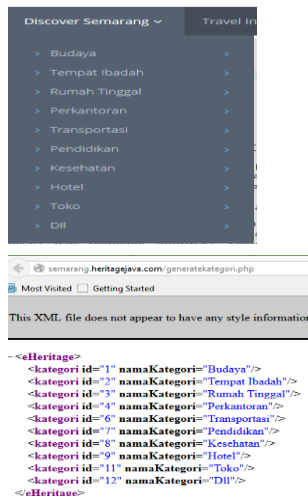 Discover Semarang Travel In
> Budaya >
> Tempat Ibadah >
> Rumah Tinggal >
> Perkantoran >
> Transportasi >
> Pendidikan >
> Kesehatan >
> Hotel >
> Toko >
> Dll >
semarang.heritagejava.com/generatekategori.php
Most Visited Getting Started
This XML file does not appear to have any style information
- <eHeritage>
<kategori id="1" namaKategori="Budaya"/>
<kategori id="2" namaKategori="Tempat Ibadah"/>
<kategori id="3" namaKategori="Rumah Tinggal"/>
<kategori id="4" namaKategori="Perkantoran"/>
<kategori id="6" namaKategori="Transportasi"/>
<kategori id="7" namaKategori="Pendidikan"/>
<kategori id="8" namaKategori="Kesehatan"/>
<kategori id="9" namaKategori="Hotel"/>
<kategori id="11" namaKategori="Toko"/>
<kategori id="12" namaKategori="Dll"/>
</eHeritage>